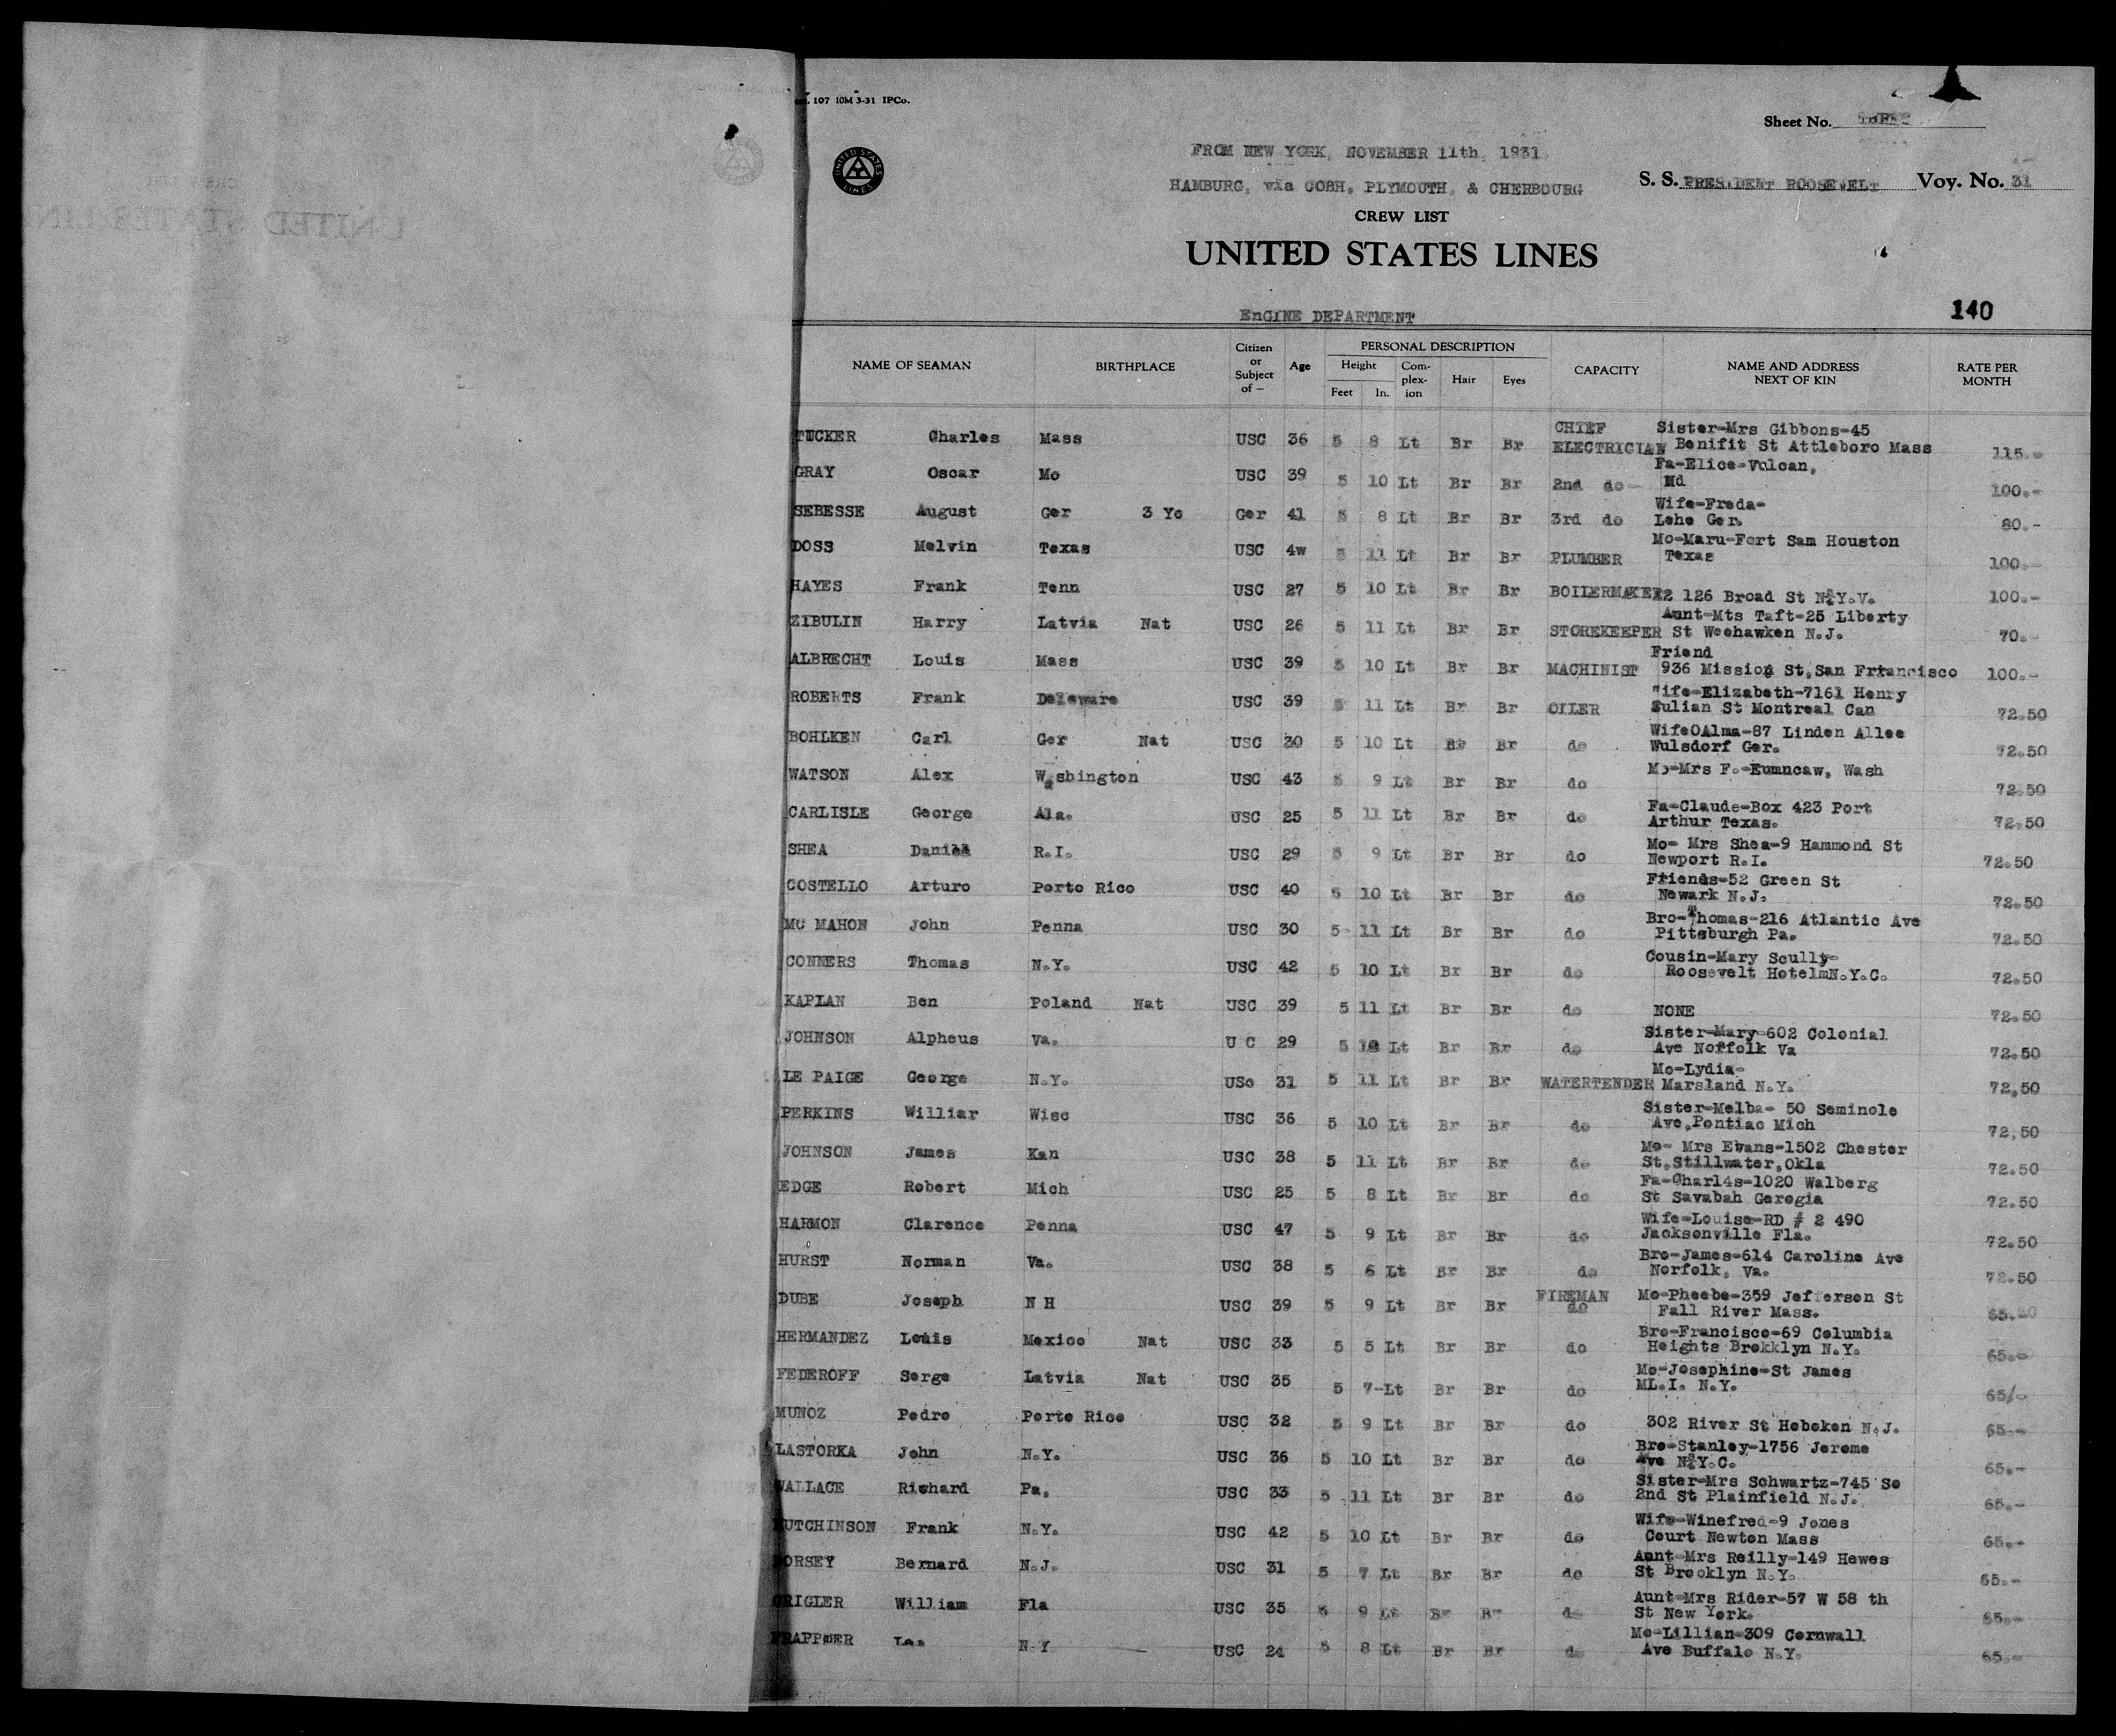 107 10M 3-31 IPCo.
Sheet No. THREE
UNITED STATES LINES
FROM NEW YORK, NOVEMBER 11th, 1931
HAMBURG, via COBH, PLYMOUTH, & CHERBOURG
S. S. PRESIDENT ROOSEVELT Voy. No. 31
CREW LIST
UNITED STATES LINES
140
EnGINE DEPARTMENT
NAME OF SEAMAN BIRTHPLACE Citizen or Subject of — Age PERSONAL DESCRIPTION Height Feet In. Com-plex-ion Hair Eyes CAPACITY NAME AND ADDRESS NEXT OF KIN RATE PER MONTH
TUCKER Charles Mass USC 36 5 8 Lt Br Br CHIEF ELECTRICIAN Sister-Mrs Gibbons-45 Benifit St Attleboro Mass 115.-
GRAY Oscar Mo USC 39 5 10 Lt Br Br 2nd do Fa-Elice-Vulcan, Md 100.-
SEBESSE August Ger 3 Yc Ger 41 5 8 Lt Br Br 3rd do Wife-Freda- Lehe Ger. 80.-
DOSS Melvin Texas USC 4w 5 11 Lt Br Br PLUMBER Mo-Maru-Fort Sam Houston Texas 100.-
HAYES Frank Tenn USC 27 5 10 Lt Br Br BOILERMAKER 126 Broad St N.Y.V. 100.-
ZIBULIN Harry Latvia Nat USC 26 5 11 Lt Br Br STOREKEEPER Aunt-Mts Taft-25 Liberty St Weehawken N.J. 70.-
ALBRECHT Louis Mass USC 39 5 10 Lt Br Br MACHINIST Friend 936 Mission St,San Frtancisco 100.-
ROBERTS Frank Deleware USC 39 5 11 Lt Br Br OILER Wife-Elizabeth-7161 Henry Julian St Montreal Can 72.50
BOHLKEN Carl Ger Nat USC 30 5 10 Lt Br Br do WifeOAlma-87 Linden Allee Wulsdorf Ger. 72.50
WATSON Alex Washington USC 43 5 9 Lt Br Br do Mo-Mrs F.-Eumncaw, Wash 72.50
CARLISLE George Ala. USC 25 5 11 Lt Br Br do Fa-Claude-Box 423 Port Arthur Texas. 72.50
SHEA Daniel R.I. USC 29 5 9 Lt Br Br do Mo- Mrs Shea-9 Hammond St Newport R.I. 72.50
COSTELLO Arturo Porto Rico USC 40 5 10 Lt Br Br do Friends-52 Green St Newark N.J. 72.50
MC MAHON John Penna USC 30 5- 11 Lt Br Br do Bro-Thomas-216 Atlantic Ave Pittsburgh Pa. 72.50
CONNERS Thomas N.Y. USC 42 5 10 Lt Br Br do Cousin-Mary Scully- Roosevelt HotelmN.Y.C. 72.50
KAPLAN Ben Poland Nat USC 39 5 11 Lt Br Br do NONE 72.50
JOHNSON Alpheus Va. U C 29 5 10 Lt Br Br do Sister-Mary-602 Colonial Ave Noffolk Va 72.50
LE PAIGE George N.Y. USc 31 5 11 Lt Br Br WATERTENDER Mo-Lydia- Marsland N.Y. 72,50
PERKINS Williar Wisc USC 36 5 10 Lt Br Br do Sister-Melba- 50 Seminole Ave,Pontiac Mich 72,50
JOHNSON James Kan USC 38 5 11 Lt Br Br do Mo- Mrs Evans-1502 Chester St,Stillwater,Okla 72.50
EDGE Robert Mich USC 25 5 8 Lt Br Br do Fa-Charl4s-1020 Walberg St Savabah Geregia 72.50
HARMON Clarence Penna USC 47 5 9 Lt Br Br do Wife-Louise-RD # 2 490 Jacksonville Fla. 72.50
HURST Norman Va. USC 38 5 6 Lt Br Br do Bro-James-614 Caroline Ave Norfolk, Va. 72.50
DUBE Joseph N H USC 39 5 9 Lt Br Br FIREMAN do Mo-Pheebe-359 Jefferson St Fall River Mass. 65.
HERMANDEZ Louis Mexico Nat USC 33 5 5 Lt Br Br do Bro-Francisco-69 Columbia Heights Brokklyn N.Y. 65.-
FEDEROFF Serge Latvia Nat USC 35 5 7-Lt Br Br do Mo-Josephine-St James ML.I. N.Y. 65/-
MUNOZ Pedro Porto Rico USC 32 5 9 Lt Br Br do 302 River St Hoboken N.J. 65.-
LASTORKA John N.Y. USC 36 5 10 Lt Br Br do Bro-Stanley-1756 Jerome Ave N.Y.C. 65.-
WALLACE Richard Pa. USC 33 5 11 Lt Br Br do Sister-Mrs Schwartz-745 So 2nd St Plainfield N.J. 65.-
HUTCHINSON Frank N.Y. USC 42 5 10 Lt Br Br do Wife-Winefred-9 Jones Court Newton Mass 65.-
DORSEY Bernard N.J. USC 31 5 7 Lt Br Br do Aunt-Mrs Reilly-149 Hewes St Brooklyn N.Y. 65.-
RIGLER William Fla USC 35 5 9 Lt Br Br do Aunt-Mrs Rider-57 W 58 th St New York. 65.-
N.Y USC 24 5 8 Lt Br Br do Mo-Lillian-309 Cornwall Ave Buffalo N.Y. 65.-